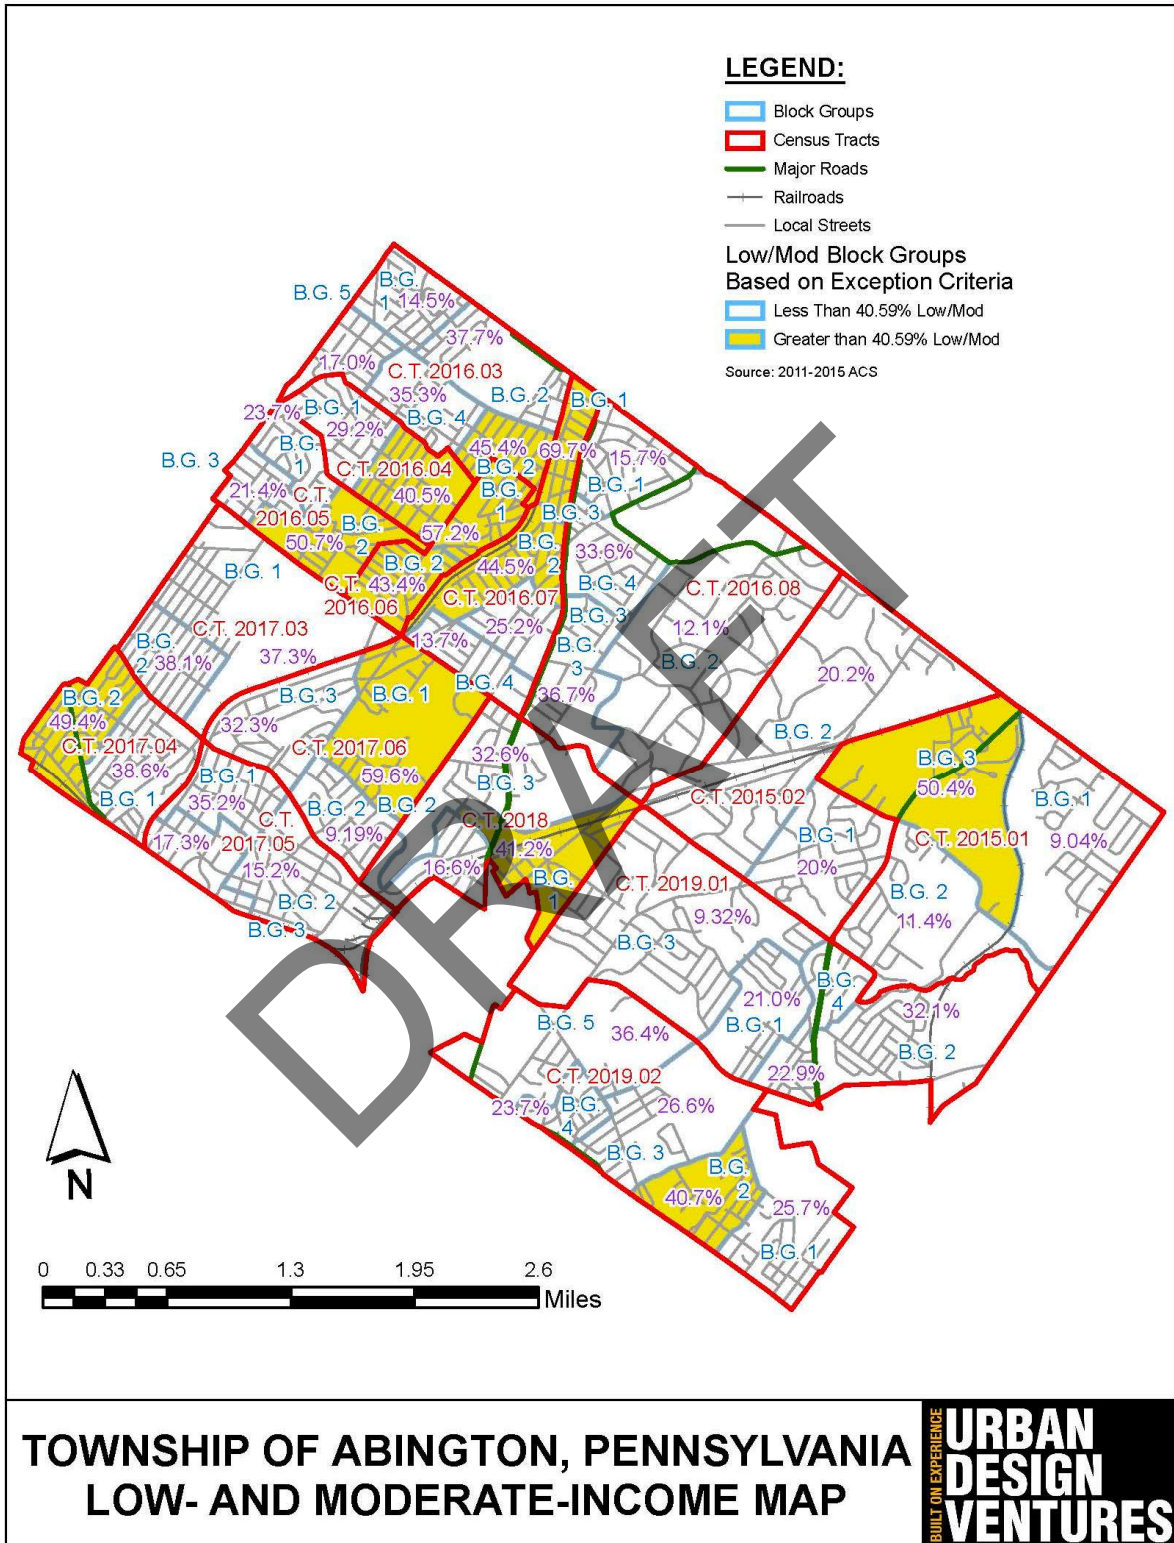 LEGEND:
Block Groups
Census Tracts
Major Roads
Railroads
Local Streets
Low/Mod Block Groups
Based on Exception Criteria
Less Than 40.59% Low/Mod
Greater than 40.59% Low/Mod
Source: 2011-2015 ACS
B.G. 5
B.G.
1
14.5%
37.7%
17.0%
C.T. 2016.03
35.3%
B.G. 2
B.G. 1
23.7%
B.G. 1
29.2%
B.G. 4
B.G. 3
B.G.
1
45.4%
69.7%
15.7%
C.T. 2016.04
B.G. 2
21.4%
C.T.
2016.05
40.5%
B.G.
1
B.G. 1
B.G. 3
50.7%
B.G.
2
57.2%
B.G.
2
33.6%
B.G. 1
B.G. 2
43.4%
44.5%
B.G. 4
C.T. 2016.08
C.T.
2016.06
C.T. 2016.07
B.G. 3
C.T. 2017.03
13.7%
25.2%
12.1%
B.G.
2
38.1%
37.3%
B.G.
3
B.G. 2
20.2%
B.G. 2
49.4%
B.G. 3
B.G. 1
B.G. 4
36.7%
32.3%
B.G. 2
C.T. 2017.04
C.T. 2017.06
32.6%
B.G. 3
50.4%
38.6%
B.G. 1
59.6%
B.G. 3
C.T. 2015.02
B.G. 1
B.G. 1
35.2%
B.G. 2
B.G. 2
C.T. 2018
B.G. 1
C.T. 2015.01
9.04%
17.3%
C.T.
2017.05
9.19%
41.2%
15.2%
16.6%
20%
B.G. 2
B.G.
1
C.T. 2019.01
B.G. 2
9.32%
11.4%
B.G. 3
B.G. 3
21.0%
B.G.
4
B.G. 5
36.4%
B.G. 1
32.1%
B.G. 2
C.T. 2019.02
22.9%
23.7%
B.G.
4
26.6%
B.G. 3
B.G.
2
40.7%
25.7%
B.G. 1
DRAFT
N
0 0.33 0.65 1.3 1.95 2.6
Miles
TOWNSHIP OF ABINGTON, PENNSYLVANIA
LOW- AND MODERATE-INCOME MAP
BUILT ON EXPERIENCE
URBAN
DESIGN
VENTURES